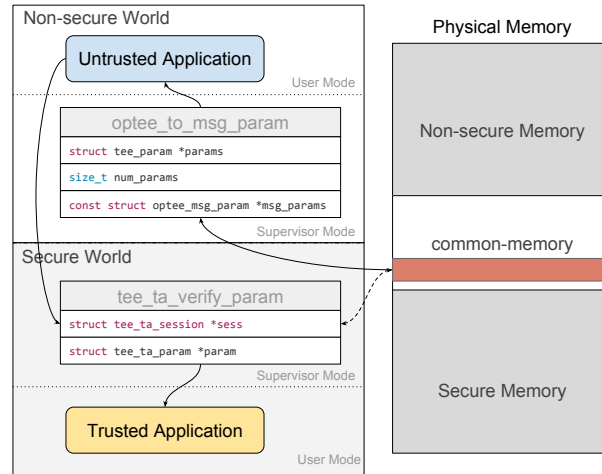 Non-secure World
Untrusted Application
User Mode
optee_to_msg_param
struct tee_param *params
size_t num_params
const struct optee_msg_param *msg_params
Supervisor Mode
Secure World
tee_ta_verify_param
struct tee_ta_session *sess
struct tee_ta_param *param
Supervisor Mode
Trusted Application
User Mode
Physical Memory
Non-secure Memory
common-memory
Secure Memory